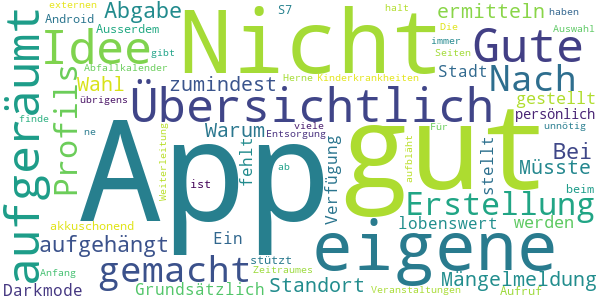 externen
Android
Ausserdem
Abgabe
S7
halt
ermitteln
Die
haben
immer
Auswahl
Seiten
Idee
Nicht
Gute
aufgeräumt
Profils
gibt
Abfallkalender
Wahl
übrigens
zumindest
Herne
Kinderkrankheiten
Stadt
Nach
gestellt
persönlich
Übersichtlich
finde
ne
Weiterleitung
Warum
fehlt
Entsorgung
viele
Verfügung
aufbläht
Für
unnötig
Bei
Müsste
App
gut
ist
ab
stellt
beim
Erstellung
akkuschonend
aufgehängt
Ein
lobenswert
werden
eigene
Anfang
gemacht
stützt
Zeitraumes
Standort
Mängelmeldung
Darkmode
Grundsätzlich
Veranstaltungen
Aufruf